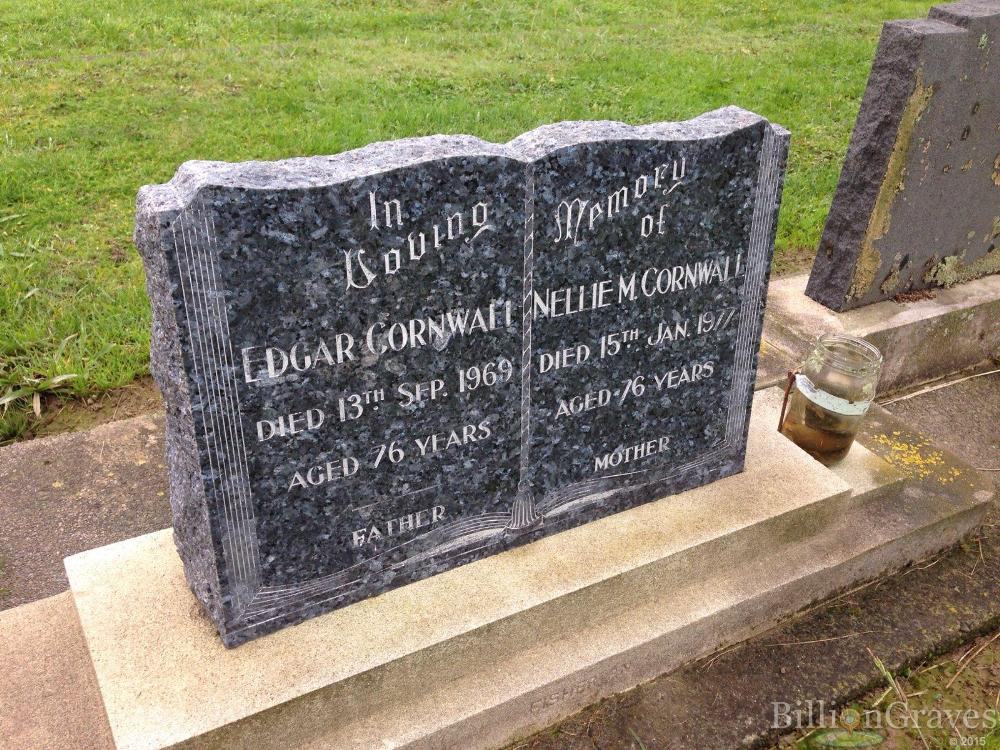 In
Loving
EDGAR CORNWALL
DIED 13TH SEP. 1969
AGED 76 YEARS
FATHER
Memory
of
NELLIE M. CORNWALL
DIED 15TH JAN. 1977
AGED 76 YEARS
MOTHER
BillionGraves
© 2015